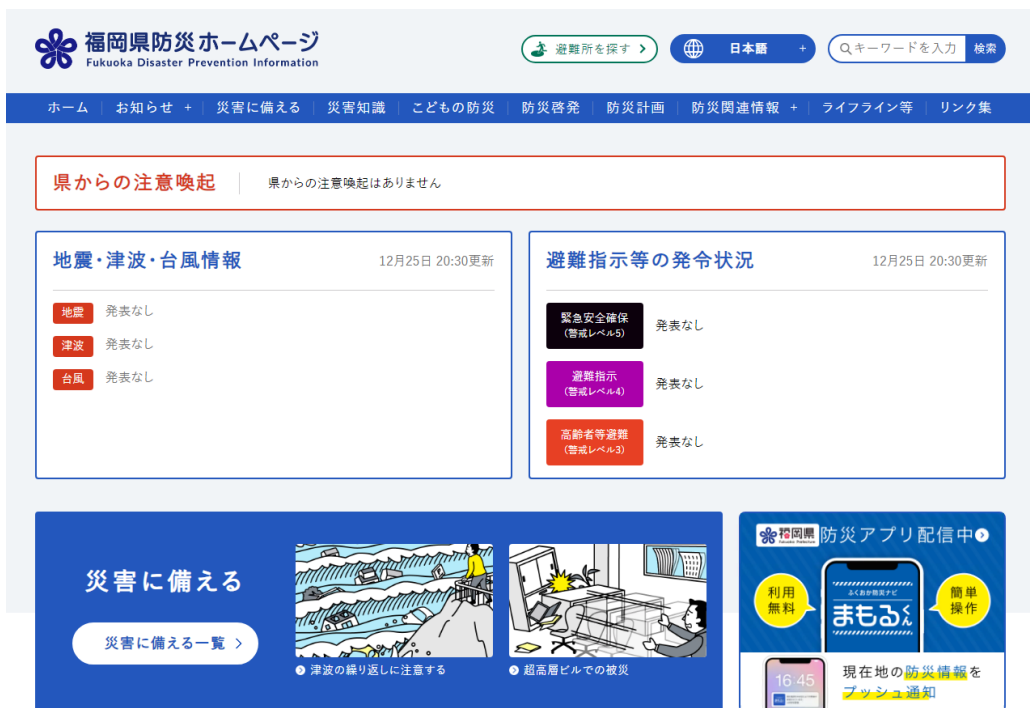 福岡県防災ホームページ
Fukuoka Disaster Prevention Information
避難所を探す
日本語 +
キーワードを入力 検索
ホーム お知らせ + 災害に備える 災害知識 こどもの防災 防災啓発 防災計画 防災関連情報 + ライフライン等 リンク集
県からの注意喚起 県からの注意喚起はありません
地震・津波・台風情報 12月25日 20:30更新
地震 発表なし
津波 発表なし
台風 発表なし
避難指示等の発令状況 12月25日 20:30更新
緊急安全確保
(警戒レベル5)
発表なし
避難指示
(警戒レベル4)
発表なし
高齢者等避難
(警戒レベル3)
発表なし
災害に備える
災害に備える一覧
津波の繰り返しに注意する
超高層ビルでの被災
福岡県 防災アプリ配信中
利用
無料
ふくおか防災ナビ
まもるくん
簡単
操作
16:45
現在地の防災情報を
プッシュ通知